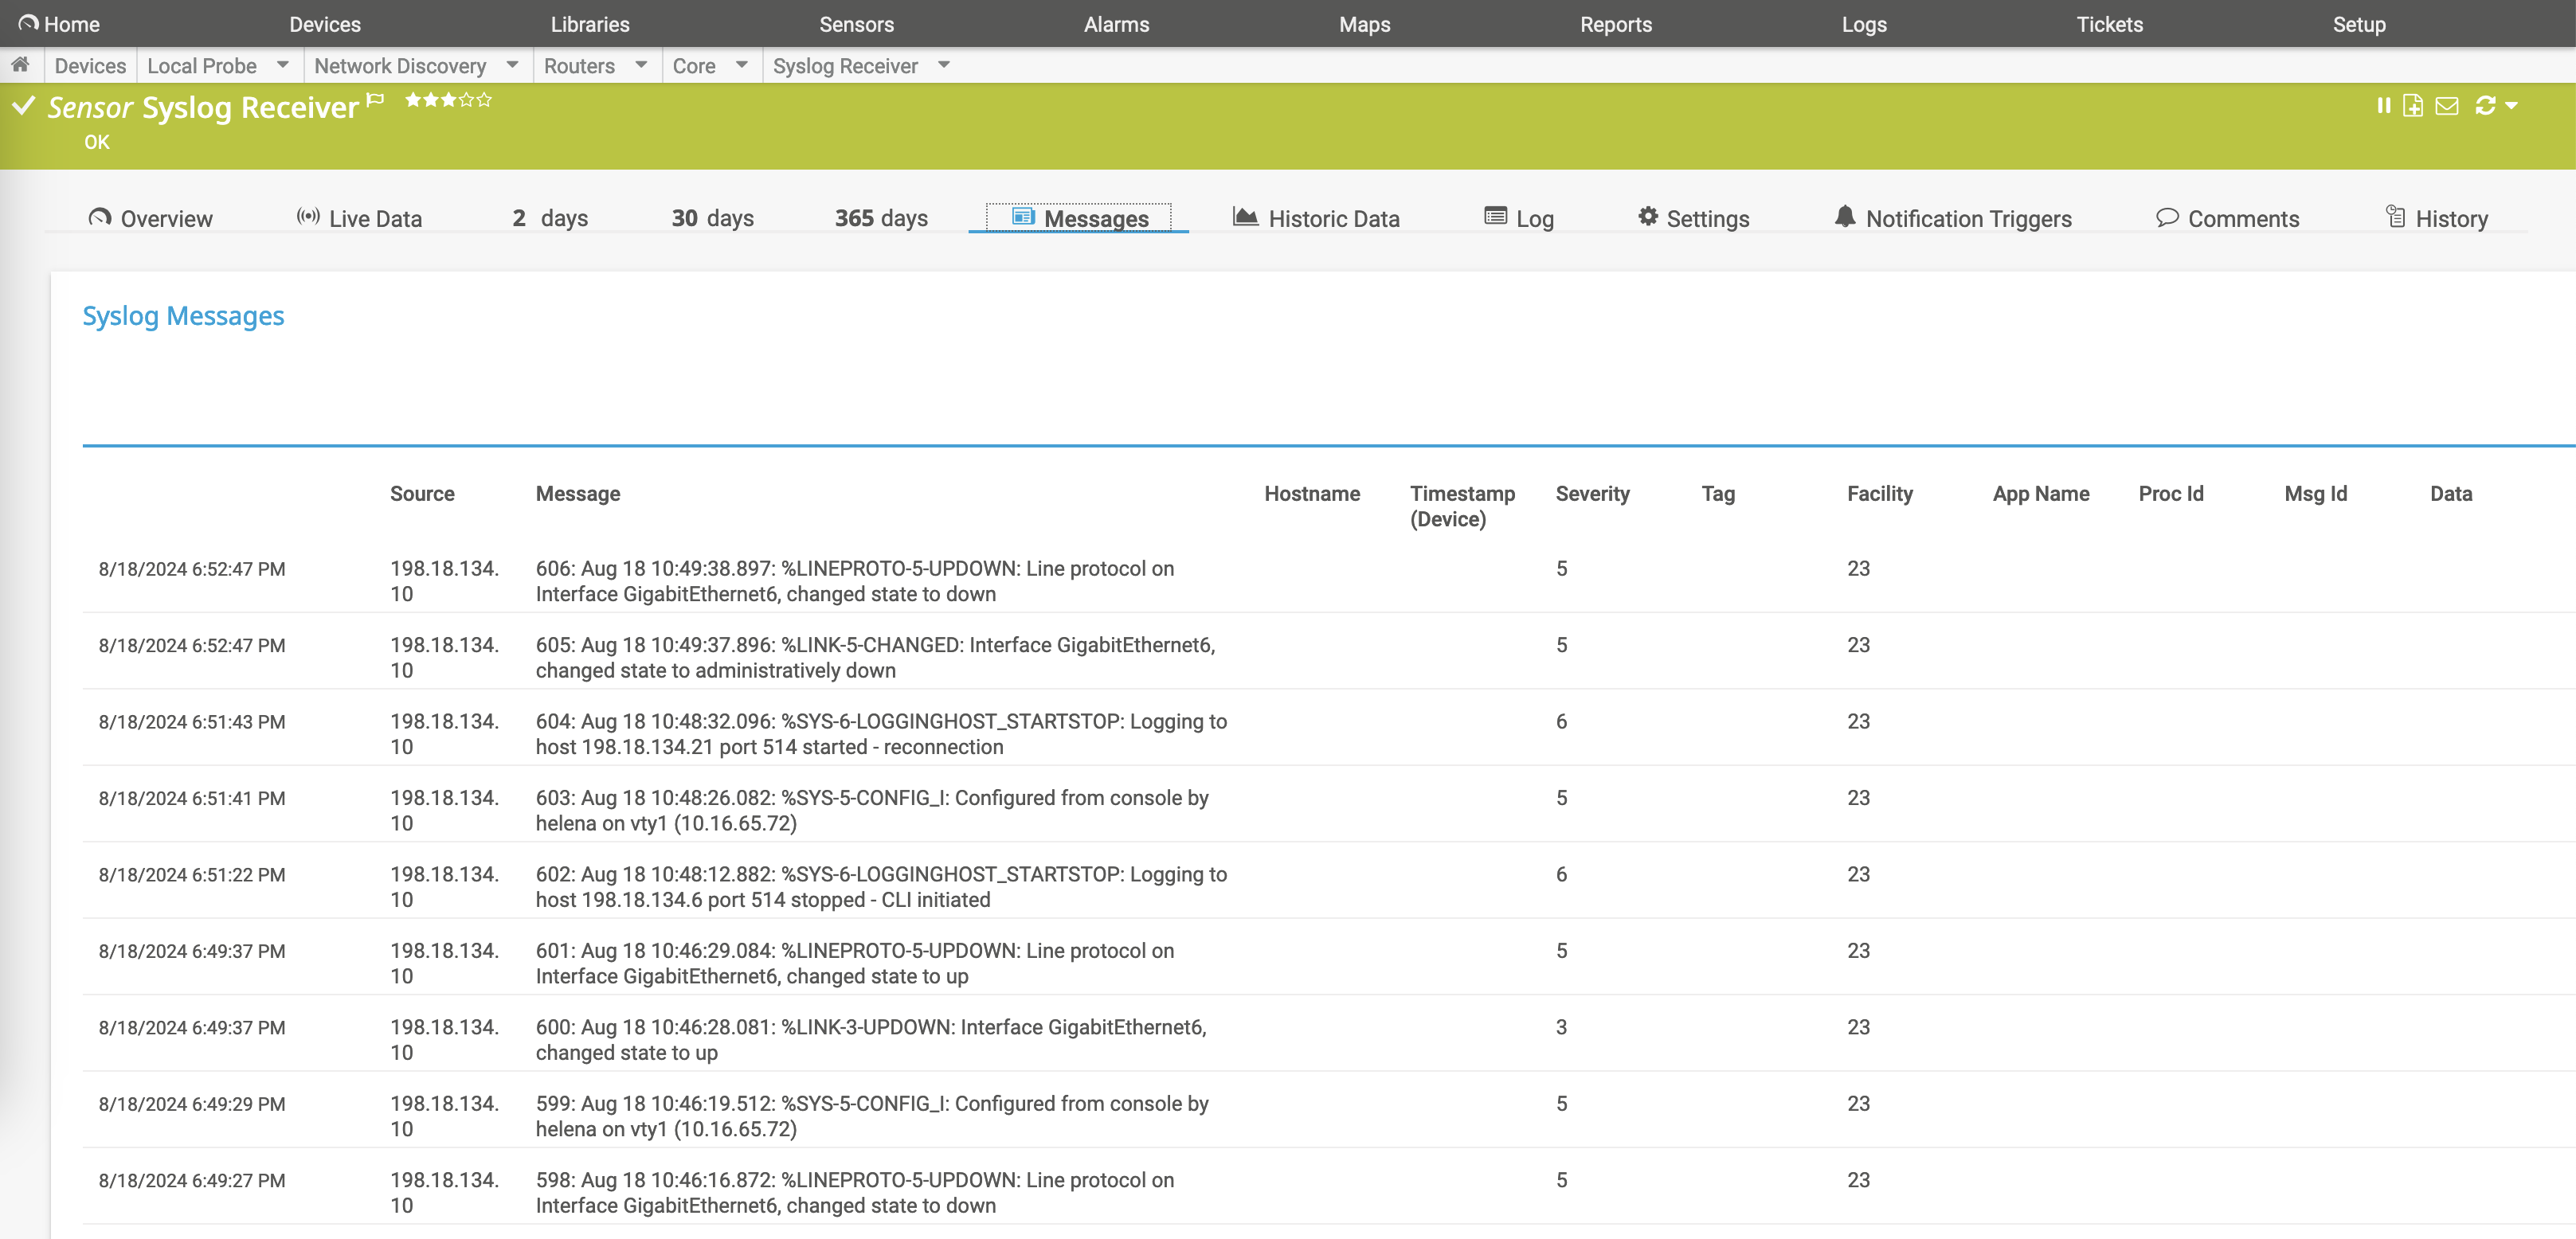 Home Devices Libraries Sensors Alarms Maps Reports Logs Tickets Setup
Devices Local Probe Network Discovery Routers Core Syslog Receiver
Sensor Syslog Receiver
OK
Overview Live Data 2 days 30 days 365 days Messages Historic Data Log Settings Notification Triggers Comments History
Syslog Messages
Source Message Hostname Timestamp Severity Tag Facility App Name Proc Id Msg Id Data
(Device)
8/18/2024 6:52:47 PM 198.18.134. 606: Aug 18 10:49:38.897: %LINEPROTO-5-UPDOWN: Line protocol on 5 23
10 Interface GigabitEthernet6, changed state to down
8/18/2024 6:52:47 PM 198.18.134. 605: Aug 18 10:49:37.896: %LINK-5-CHANGED: Interface GigabitEthernet6, 5 23
10 changed state to administratively down
8/18/2024 6:51:43 PM 198.18.134. 604: Aug 18 10:48:32.096: %SYS-6-LOGGINGHOST_STARTSTOP: Logging to 6 23
10 host 198.18.134.21 port 514 started - reconnection
8/18/2024 6:51:41 PM 198.18.134. 603: Aug 18 10:48:26.082: %SYS-5-CONFIG_I: Configured from console by 5 23
10 helena on vty1 (10.16.65.72)
8/18/2024 6:51:22 PM 198.18.134. 602: Aug 18 10:48:12.882: %SYS-6-LOGGINGHOST_STARTSTOP: Logging to 6 23
10 host 198.18.134.6 port 514 stopped - CLI initiated
8/18/2024 6:49:37 PM 198.18.134. 601: Aug 18 10:46:29.084: %LINEPROTO-5-UPDOWN: Line protocol on 5 23
10 Interface GigabitEthernet6, changed state to up
8/18/2024 6:49:37 PM 198.18.134. 600: Aug 18 10:46:28.081: %LINK-3-UPDOWN: Interface GigabitEthernet6, 3 23
10 changed state to up
8/18/2024 6:49:29 PM 198.18.134. 599: Aug 18 10:46:19.512: %SYS-5-CONFIG_I: Configured from console by 5 23
10 helena on vty1 (10.16.65.72)
8/18/2024 6:49:27 PM 198.18.134. 598: Aug 18 10:46:16.872: %LINEPROTO-5-UPDOWN: Line protocol on 5 23
10 Interface GigabitEthernet6, changed state to down